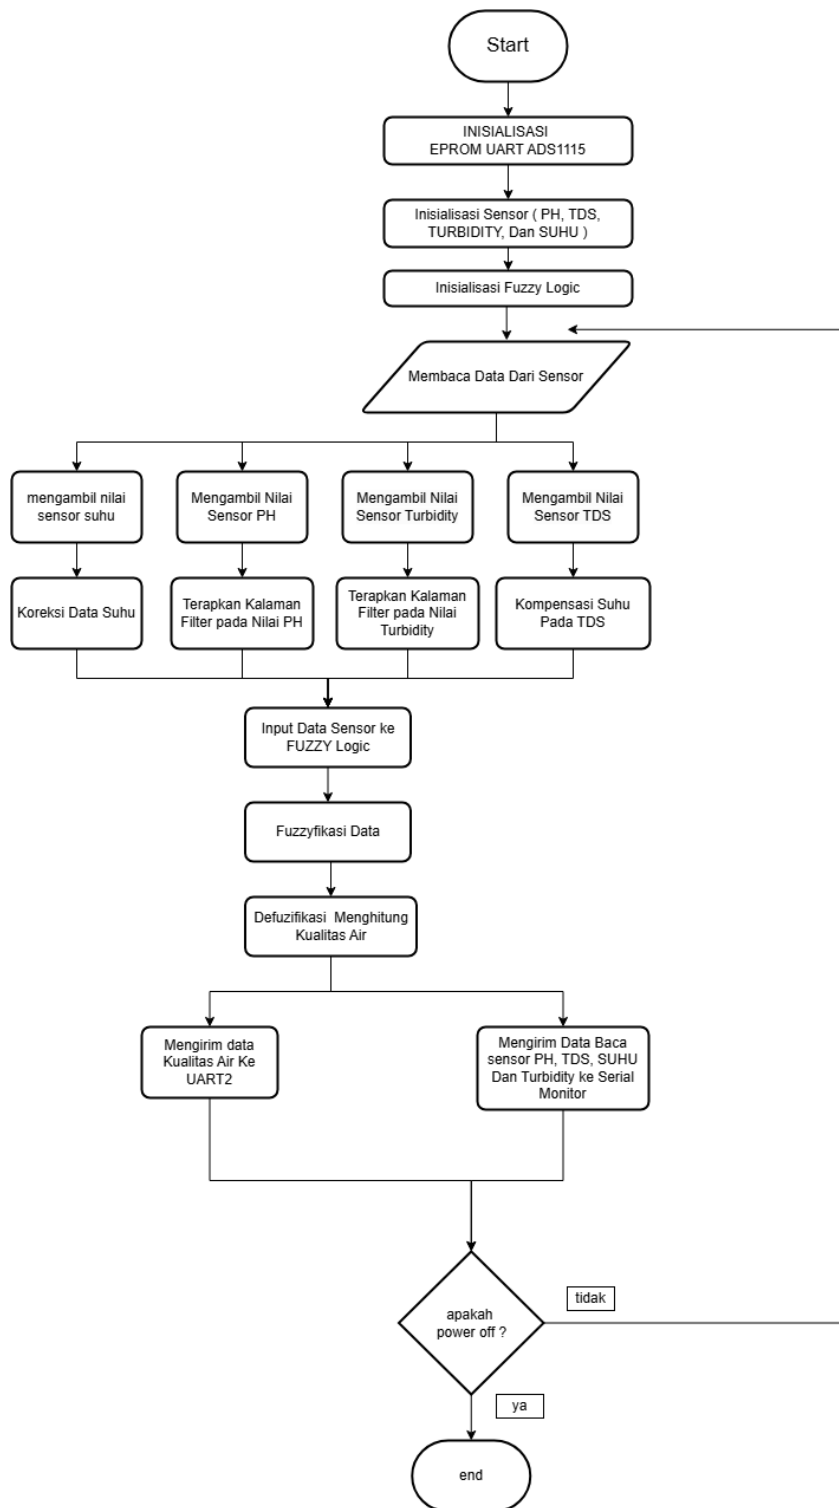 Start
INISIALISASI
EPROM UART ADS1115
Inisialisasi Sensor ( PH, TDS,
TURBIDITY, Dan SUHU )
Inisialisasi Fuzzy Logic
Membaca Data Dari Sensor
mengambil nilai
sensor suhu
Mengambil Nilai
Sensor PH
Mengambil Nilai
Sensor Turbidity
Mengambil Nilai
Sensor TDS
Koreksi Data Suhu
Terapkan Kalaman
Filter pada Nilai PH
Terapkan Kalaman
Filter pada Nilai
Turbidity
Kompensasi Suhu
Pada TDS
Input Data Sensor ke
FUZZY Logic
Fuzzyfikasi Data
Defuzifikasi Menghitung
Kualitas Air
Mengirim data
Kualitas Air Ke
UART2
Mengirim Data Baca
sensor PH, TDS, SUHU
Dan Turbidity ke Serial
Monitor
apakah
power off ?
tidak
ya
end